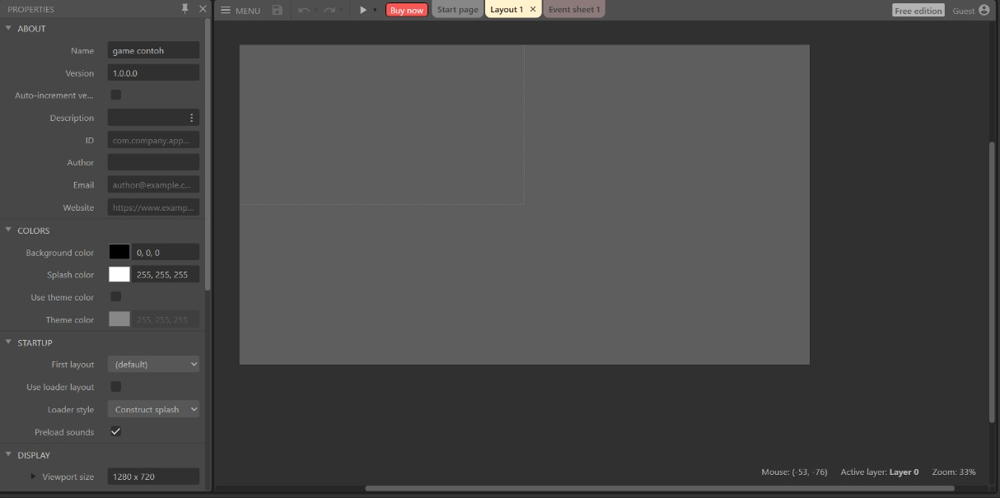 PROPERTIES
MENU
Buy now
Start page
Layout 1
Event sheet 1
Free edition
Guest
ABOUT
Name game contoh
Version 1.0.0.0
Auto-increment ve...
Description
ID com.company.app...
Author
Email author@example.c...
Website https://www.examp...
COLORS
Background color 0, 0, 0
Splash color 255, 255, 255
Use theme color
Theme color 255, 255, 255
STARTUP
First layout (default)
Use loader layout
Loader style Construct splash
Preload sounds
DISPLAY
Viewport size 1280 x 720
Mouse: (-53, -76) Active layer: Layer 0 Zoom: 33%